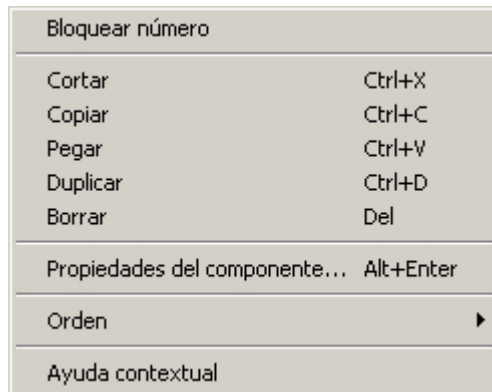 Bloquear número
Cortar Ctrl+X
Copiar Ctrl+C
Pegar Ctrl+V
Duplicar Ctrl+D
Borrar Del
Propiedades del componente... Alt+Enter
Orden
Ayuda contextual